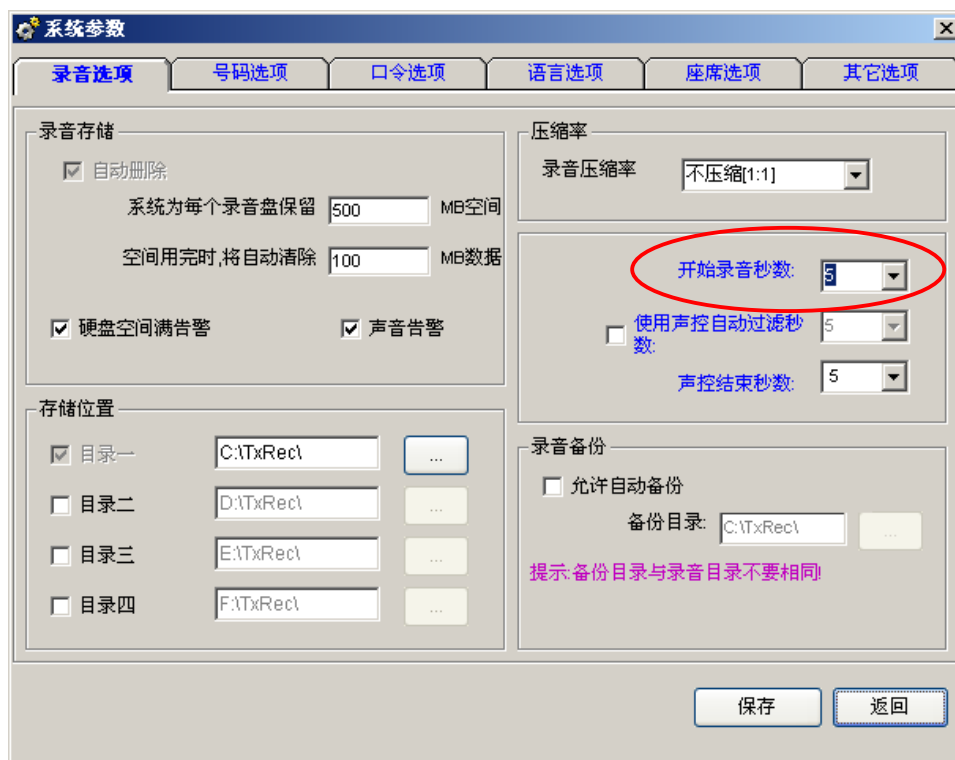 系统参数
录音选项 号码选项 口令选项 语言选项 座席选项 其它选项
录音存储
自动删除
系统为每个录音盘保留 500 MB空间
空间用完时,将自动清除 100 MB数据
硬盘空间满告警 声音告警
存储位置
目录一 C:\TxRec\ ...
目录二 D:\TxRec\ ...
目录三 E:\TxRec\ ...
目录四 F:\TxRec\ ...
压缩率
录音压缩率 不压缩[1:1]
开始录音秒数: 5
使用声控自动过滤秒 5
数:
声控结束秒数: 5
录音备份
允许自动备份
备份目录: C:\TxRec\ ...
提示:备份目录与录音目录不要相同!
保存 返回